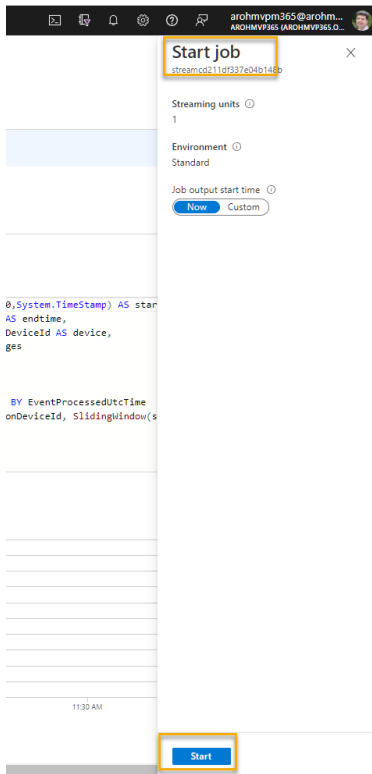 arohmvpm365@arohm...
AROHMVP365 (AROHMVP365.O...
Start job
streamcd211df337e04b148b
Streaming units
1
Environment
Standard
Job output start time
Now Custom
0,System.TimeStamp) AS star
AS endtime,
DeviceId AS device,
ges
BY EventProcessedUtcTime
onDeviceId, SlidingWindow(s
11:30 AM
Start